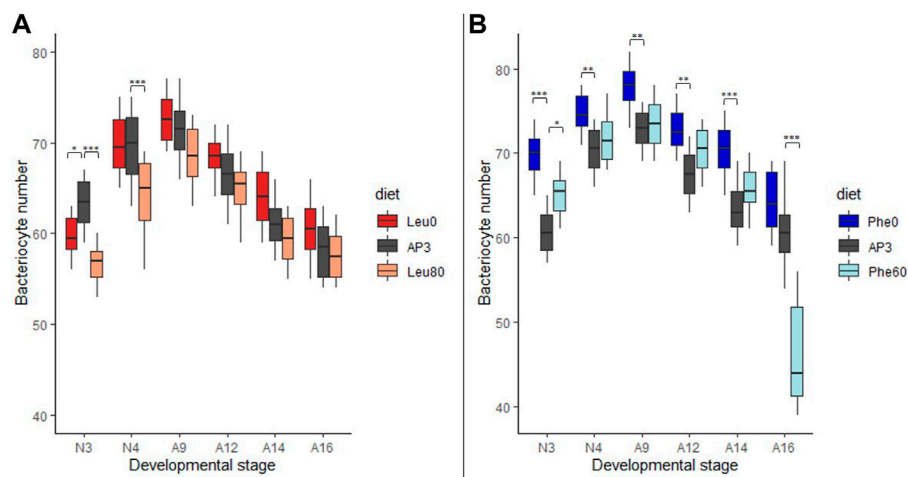 A
80
70
60
50
40
Bacteriocyte number
* ***
***
N3 N4 A9 A12 A14 A16
Developmental stage
diet
Leu0
AP3
Leu80
B
80
70
60
50
40
Bacteriocyte number
***
*
**
**
**
***
***
N3 N4 A9 A12 A14 A16
Developmental stage
diet
Phe0
AP3
Phe60